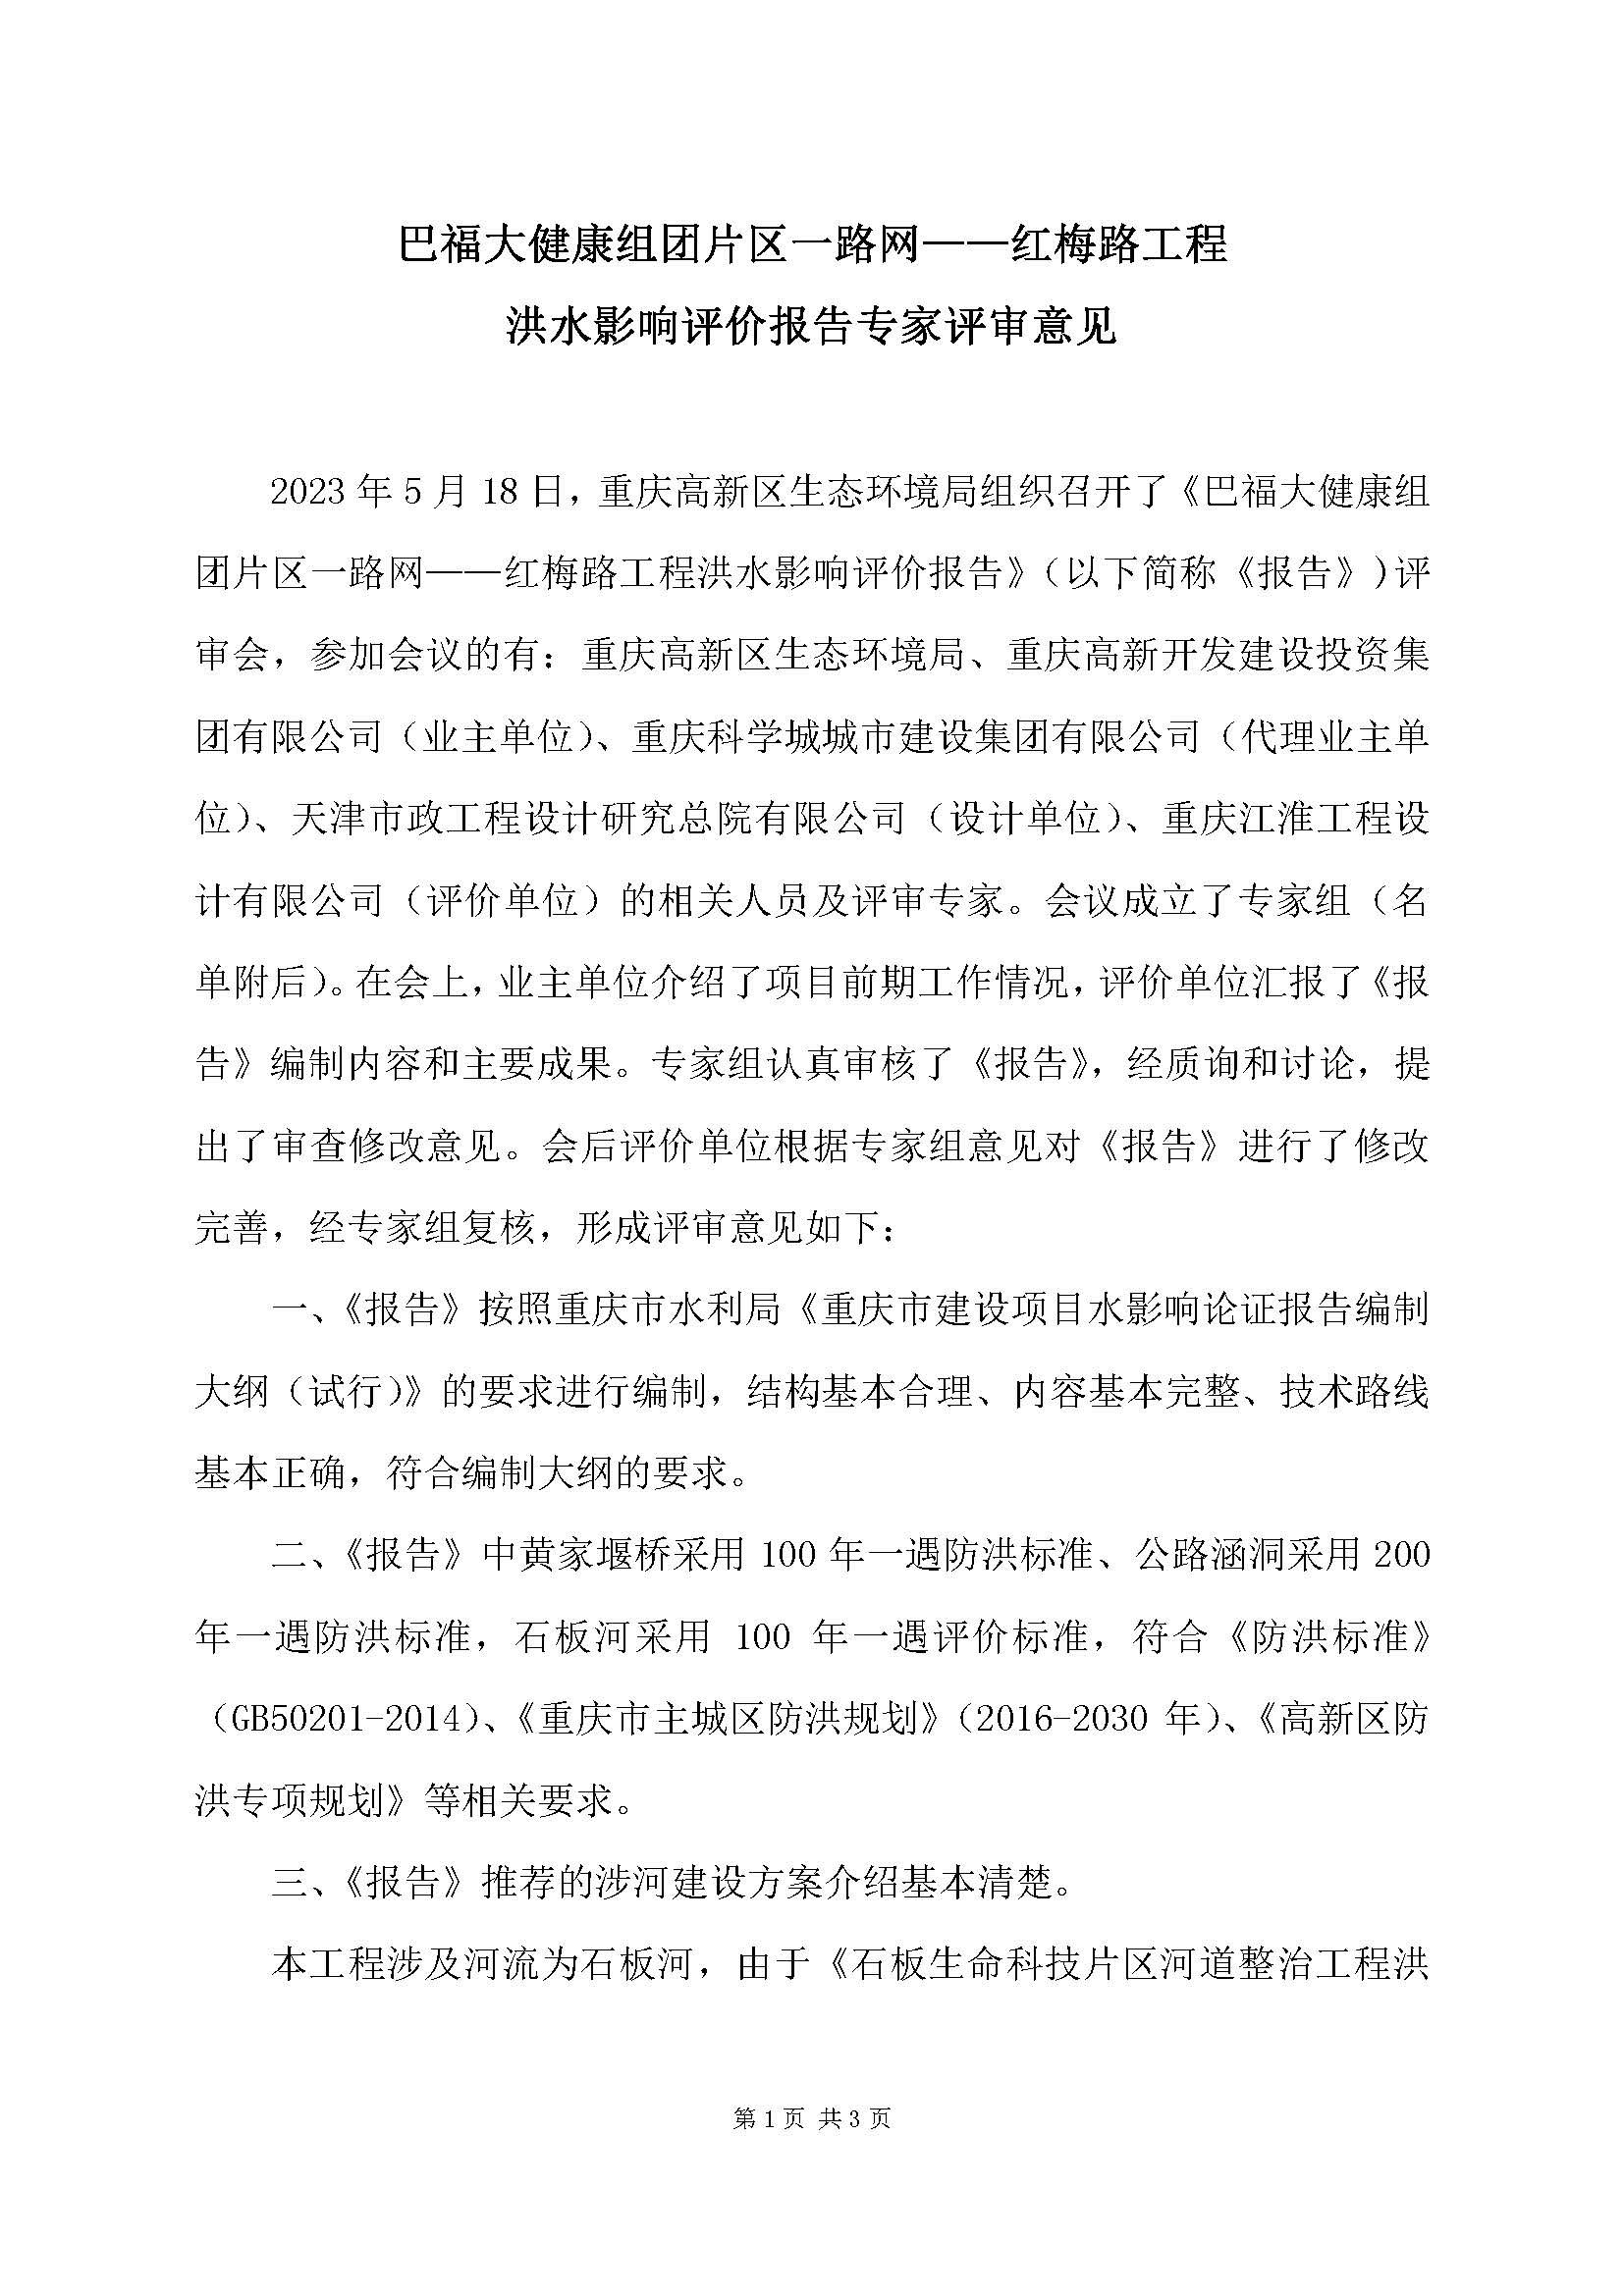 巴福大健康组团片区一路网——红梅路工程
洪水影响评价报告专家评审意见
2023 年 5 月 18 日，重庆高新区生态环境局组织召开了《巴福大健康组
团片区一路网——红梅路工程洪水影响评价报告》（以下简称《报告》)评
审会，参加会议的有：重庆高新区生态环境局、重庆高新开发建设投资集
团有限公司（业主单位）、重庆科学城城市建设集团有限公司（代理业主单
位）、天津市政工程设计研究总院有限公司（设计单位）、重庆江淮工程设
计有限公司（评价单位）的相关人员及评审专家。会议成立了专家组（名
单附后）。在会上，业主单位介绍了项目前期工作情况，评价单位汇报了《报
告》编制内容和主要成果。专家组认真审核了《报告》，经质询和讨论，提
出了审查修改意见。会后评价单位根据专家组意见对《报告》进行了修改
完善，经专家组复核，形成评审意见如下：
一、《报告》按照重庆市水利局《重庆市建设项目水影响论证报告编制
大纲（试行）》的要求进行编制，结构基本合理、内容基本完整、技术路线
基本正确，符合编制大纲的要求。
二、《报告》中黄家堰桥采用 100 年一遇防洪标准、公路涵洞采用 200
年一遇防洪标准，石板河采用 100 年一遇评价标准，符合《防洪标准》
（GB50201-2014）、《重庆市主城区防洪规划》（2016-2030 年）、《高新区防
洪专项规划》等相关要求。
三、《报告》推荐的涉河建设方案介绍基本清楚。
本工程涉及河流为石板河，由于《石板生命科技片区河道整治工程洪
第 1 页 共 3 页